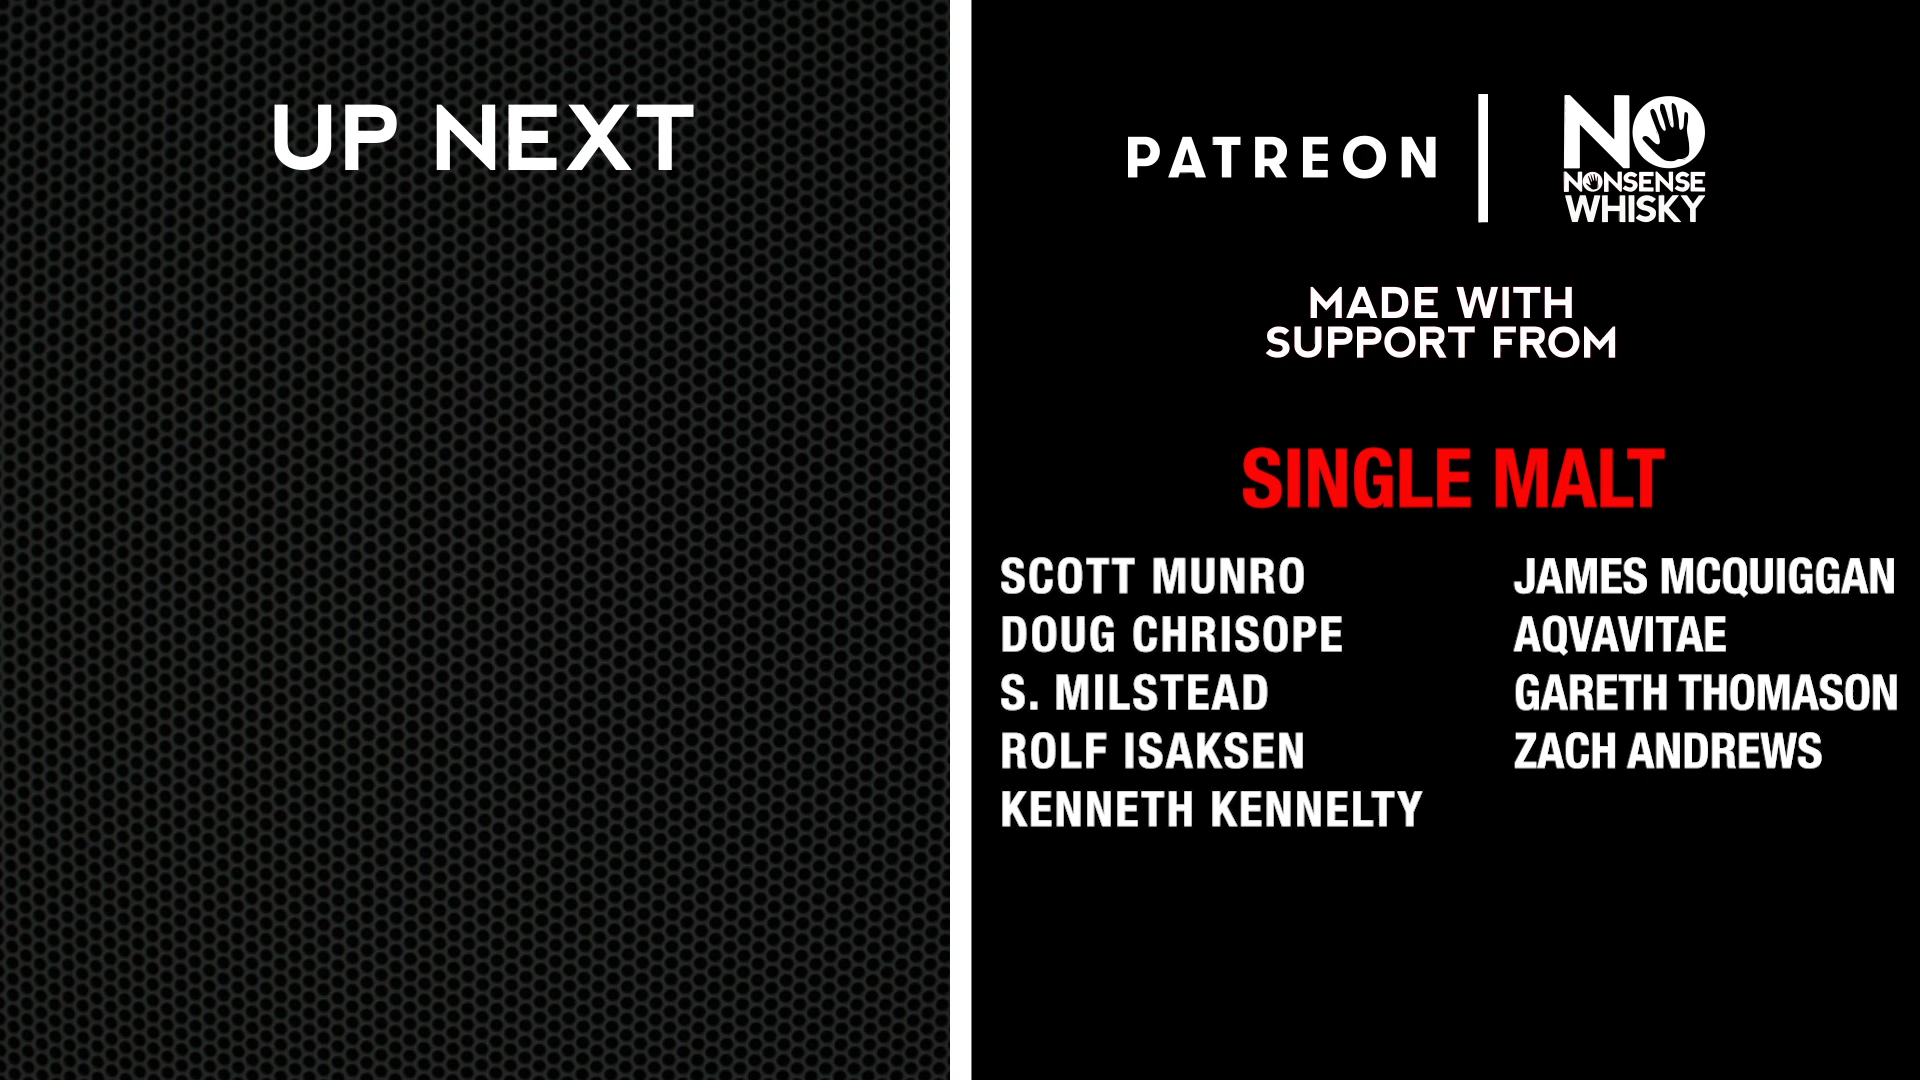 UP NEXT
PATREON
NO
NONSENSE
WHISKY
MADE WITH
SUPPORT FROM
SINGLE MALT
SCOTT MUNRO
DOUG CHRISOPE
S. MILSTEAD
ROLF ISAKSEN
KENNETH KENNELTY
JAMES MCQUIGGAN
AQVAVITAE
GARETH THOMASON
ZACH ANDREWS